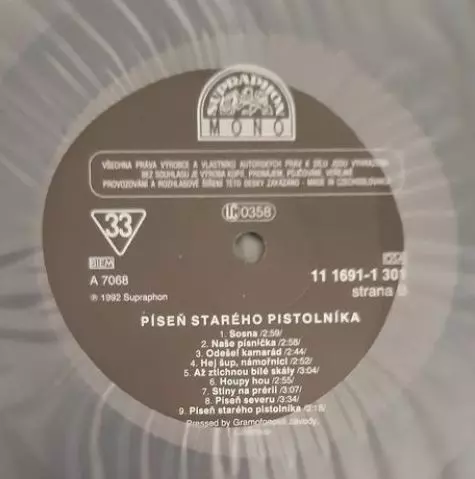 SUPRAPHON
MONO
VŠECHNA PRÁVA VÝROBCE A VLASTNÍKŮ AUTORSKÝCH PRÁV K DÍLU JSOU VYHRAZENA
BEZ SOUHLASU JE VÝROBA KOPIÍ, PRONÁJEM, PŮJČOVÁNÍ, VEŘEJNÉ
PROVOZOVÁNÍ A ROZHLASOVÉ ŠÍŘENÍ TÉTO DESKY ZAKÁZÁNO - MADE IN CZECHOSLOVAKIA
33
LC 0358
BIEM
OSA
A 7068
11 1691-1 301
℗ 1992 Supraphon
strana
PÍSEŇ STARÉHO PISTOLNÍKA
1. Sosna /2:59/
2. Naše písnička /2:58/
3. Odešel kamarád /2:44/
4. Hej šup, námořníci /2:52/
5. Až ztichnou bílé skály /3:04/
6. Houpy hou /2:55/
7. Stíny na prérii /3:07/
8. Píseň severu /3:34/
9. Píseň starého pistolníka /2:18/
Pressed by Gramofonové závody,